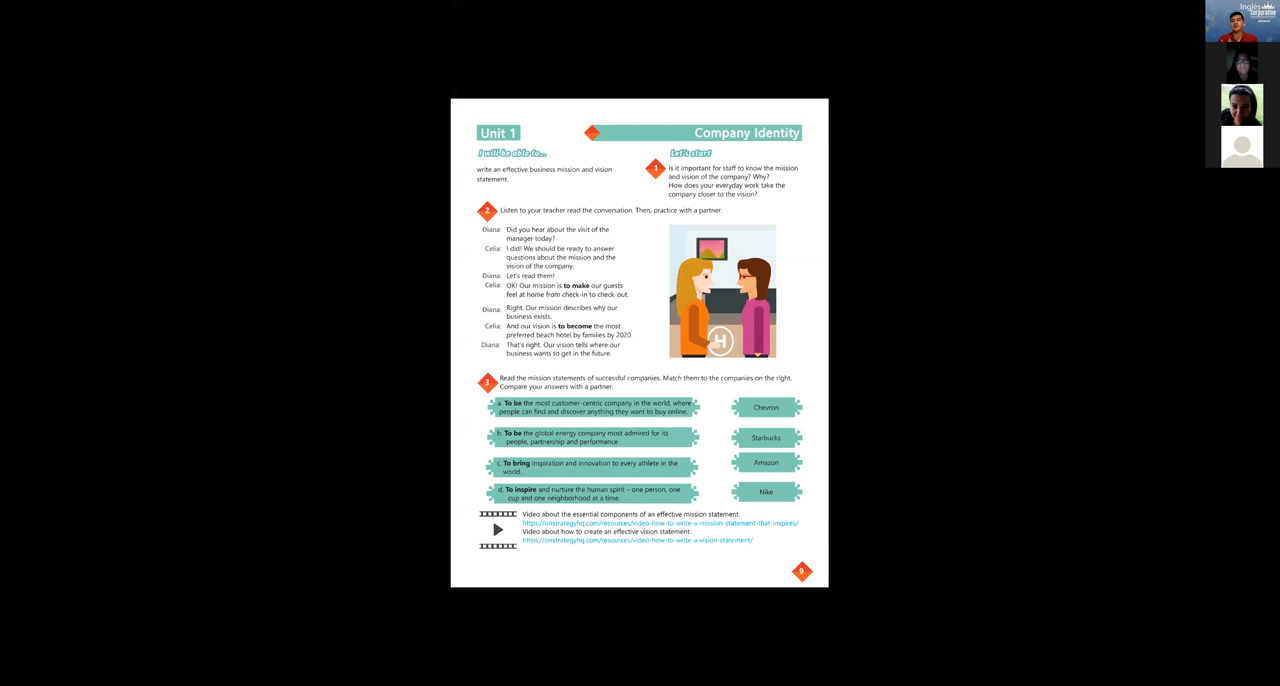 Inglés
Corporativo
Unit 1
Company Identity
I will be able to...
write an effective business mission and vision
statement.
Let's start
1
Is it important for staff to know the mission
and vision of the company? Why?
How does your everyday work take the
company closer to the vision?
2
Listen to your teacher read the conversation. Then, practice with a partner.
Diana: Did you hear about the visit of the
manager today?
Celia: I did! We should be ready to answer
questions about the mission and the
vision of the company.
Diana: Let's read them!
Celia: OK! Our mission is to make our guests
feel at home from check-in to check-out.
Diana: Right. Our mission describes why our
business exists.
Celia: And our vision is to become the most
preferred beach hotel by families by 2020.
Diana: That's right. Our vision tells where our
business wants to get in the future.
H
3
Read the mission statements of successful companies. Match them to the companies on the right.
Compare your answers with a partner.
a. To be the most customer-centric company in the world, where
people can find and discover anything they want to buy online.
Chevron
b. To be the global energy company most admired for its
people, partnership and performance
Starbucks
c. To bring inspiration and innovation to every athlete in the
world.
Amazon
d. To inspire and nurture the human spirit – one person, one
cup and one neighborhood at a time.
Nike
Video about the essential components of an effective mission statement.
https://onstrategyhq.com/resources/video-how-to-write-a-mission-statement-that-inspires/
Video about how to create an effective vision statement.
https://onstrategyhq.com/resources/video-how-to-write-a-vision-statement/
9